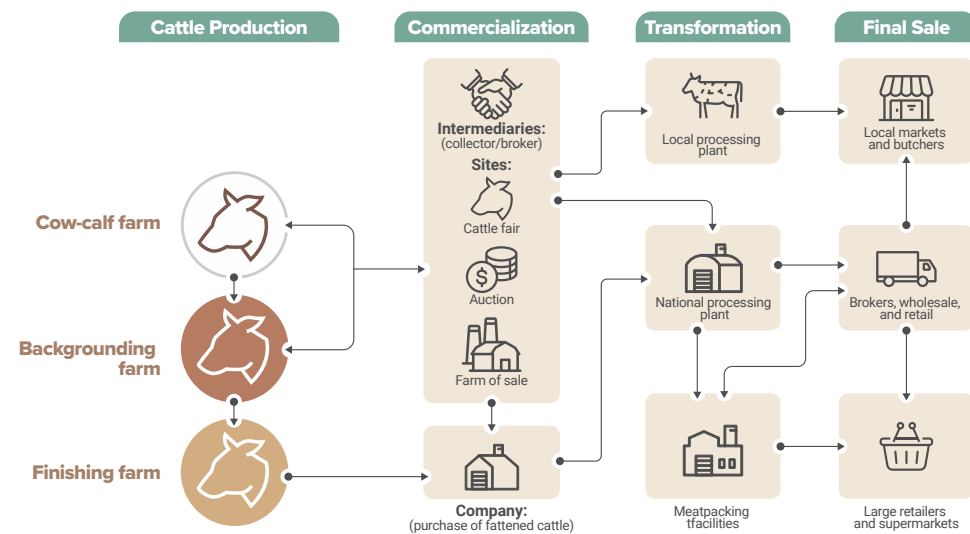 Cattle Production
Commercialization
Transformation
Final Sale
Cow-calf farm
Backgrounding
farm
Finishing farm
Intermediaries:
(collector/broker)
Sites:
Cattle fair
$
Auction
Farm of sale
Company:
(purchase of fattened cattle)
Local processing
plant
National processing
plant
Meatpacking
tfacilities
Local markets
and butchers
Brokers, wholesale,
and retail
Large retailers
and supermarkets